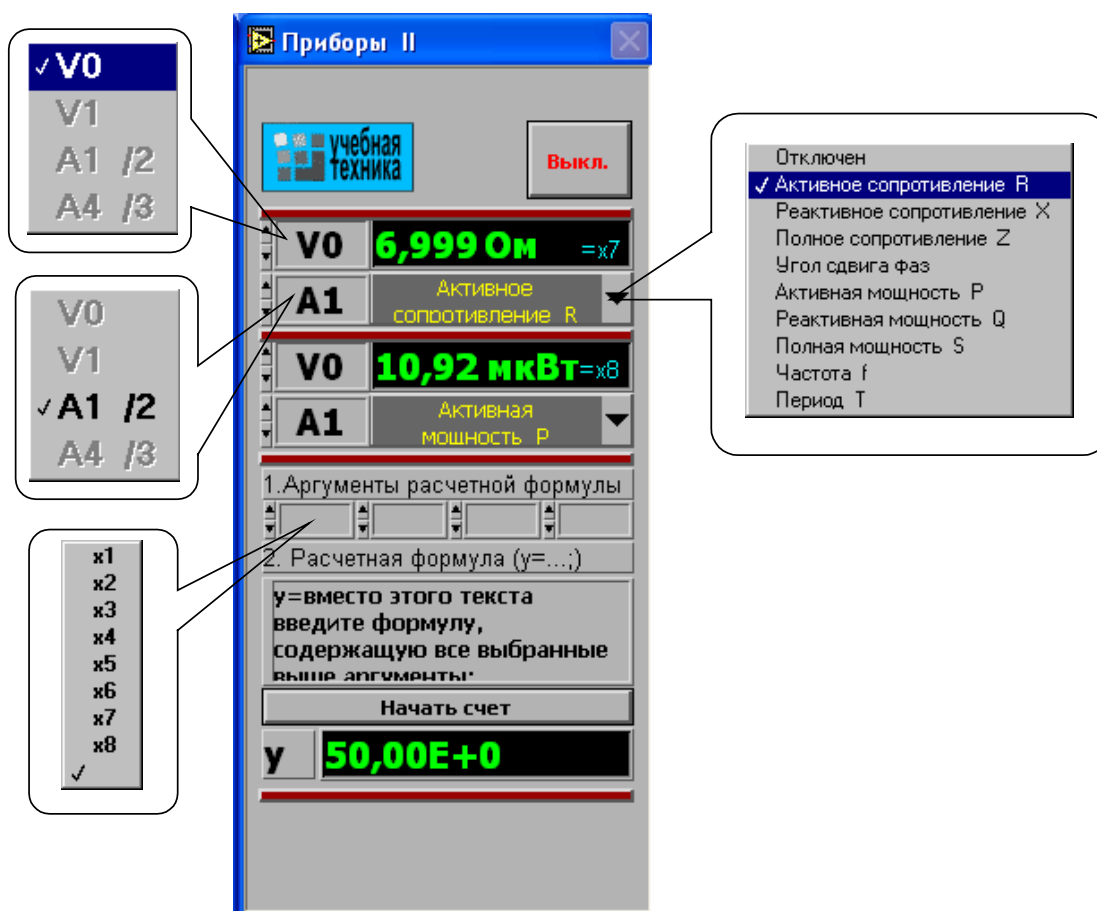 Приборы II
учебная
техника
Выкл.
V0
V1
A1 /2
A4 /3
V0 6,999 Ом =x7
A1 Активное
сопротивление R
V0 10,92 мкВт =x8
A1 Активная
мощность P
V0
V1
A1 /2
A4 /3
Отключен
Активное сопротивление R
Реактивное сопротивление X
Полное сопротивление Z
Угол сдвига фаз
Активная мощность P
Реактивная мощность Q
Полная мощность S
Частота f
Период T
1.Аргументы расчетной формулы
2. Расчетная формула (y=...;)
y=вместо этого текста
введите формулу,
содержащую все выбранные
выше аргументы;
Начать счет
y 50,00E+0
x1
x2
x3
x4
x5
x6
x7
x8